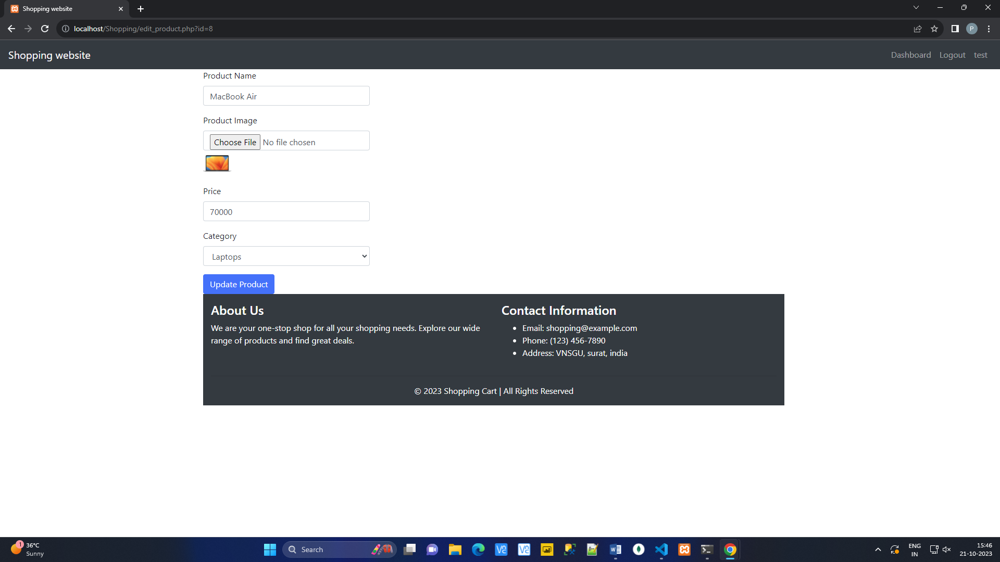 Shopping website
localhost/Shopping/edit_product.php?id=8
P
Shopping website
Dashboard Logout test
Product Name
MacBook Air
Product Image
Choose File No file chosen
Price
70000
Category
Laptops
Update Product
About Us
We are your one-stop shop for all your shopping needs. Explore our wide
range of products and find great deals.
Contact Information
Email: shopping@example.com
Phone: (123) 456-7890
Address: VNSGU, surat, india
© 2023 Shopping Cart | All Rights Reserved
1
36°C
Sunny
Search
ENG
IN
15:46
21-10-2023